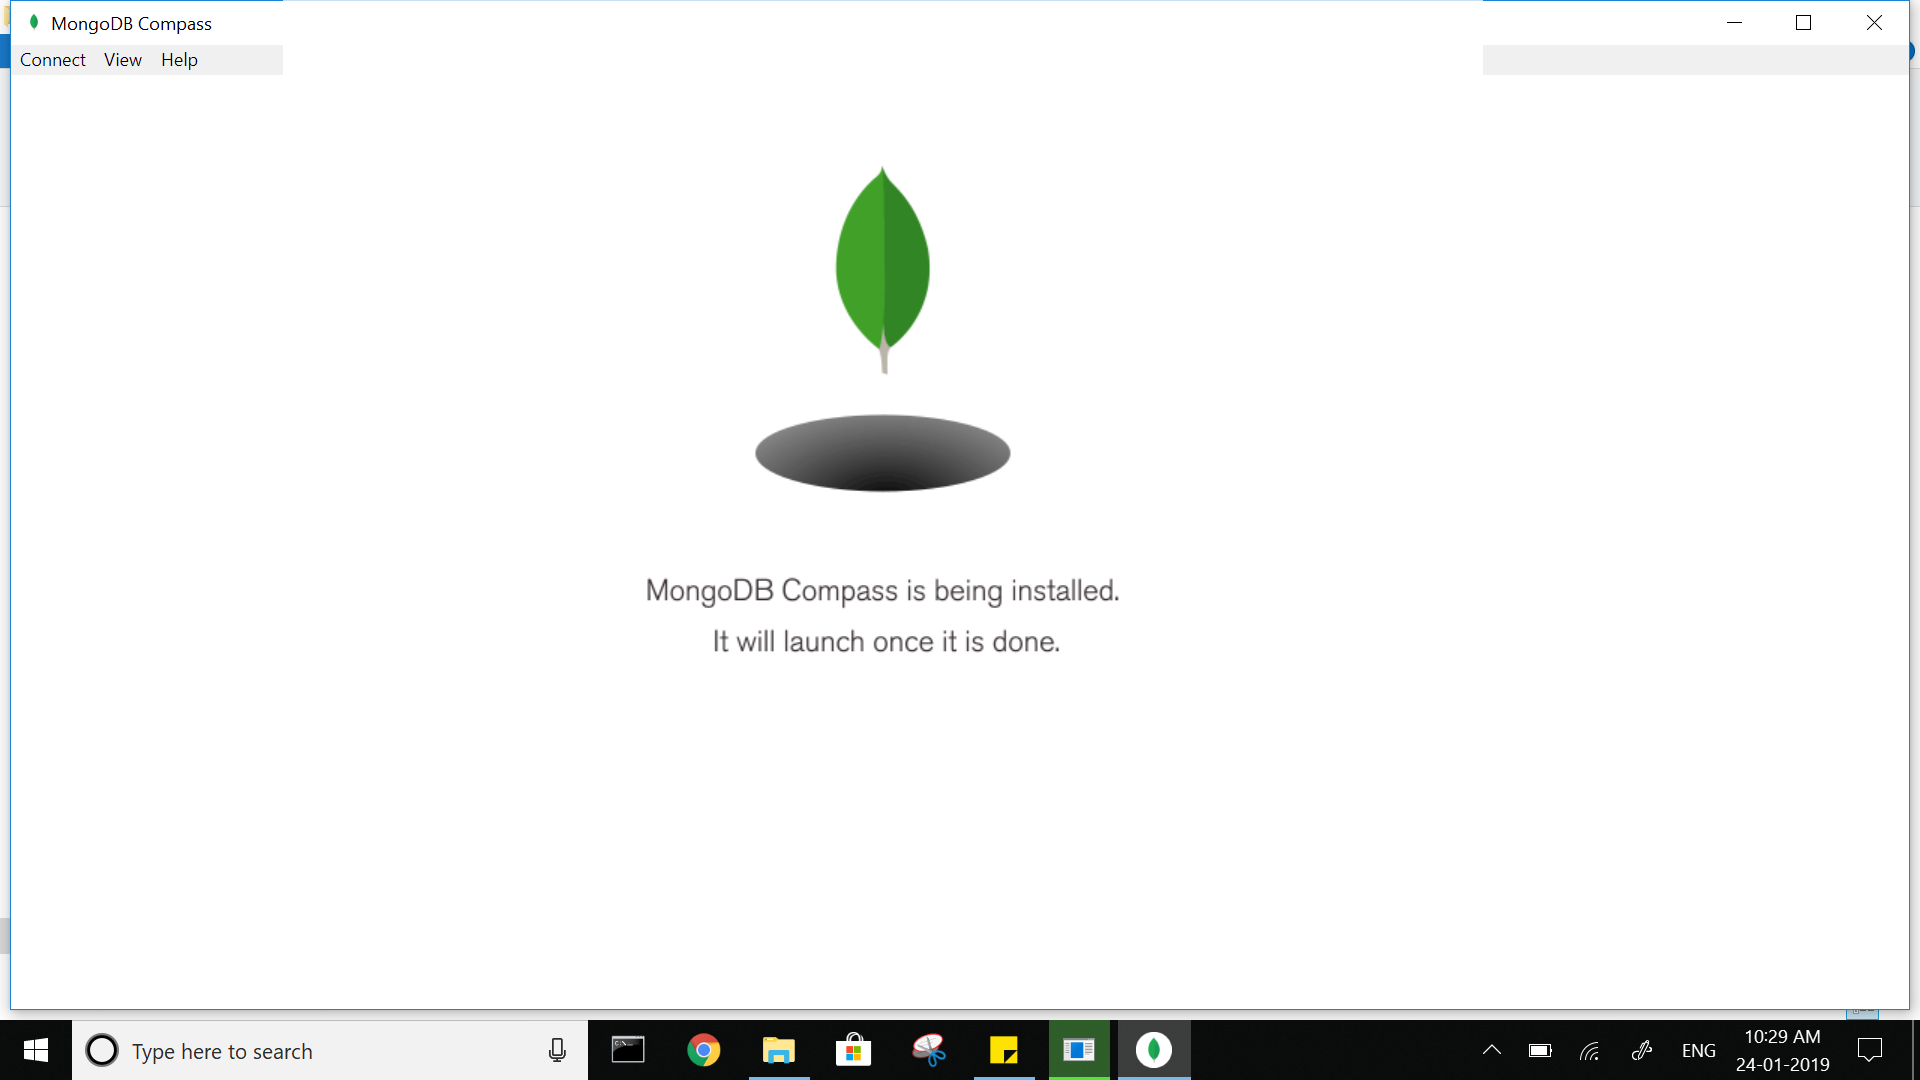 MongoDB Compass
Connect View Help
MongoDB Compass is being installed.
It will launch once it is done.
Type here to search
ENG
10:29 AM
24-01-2019